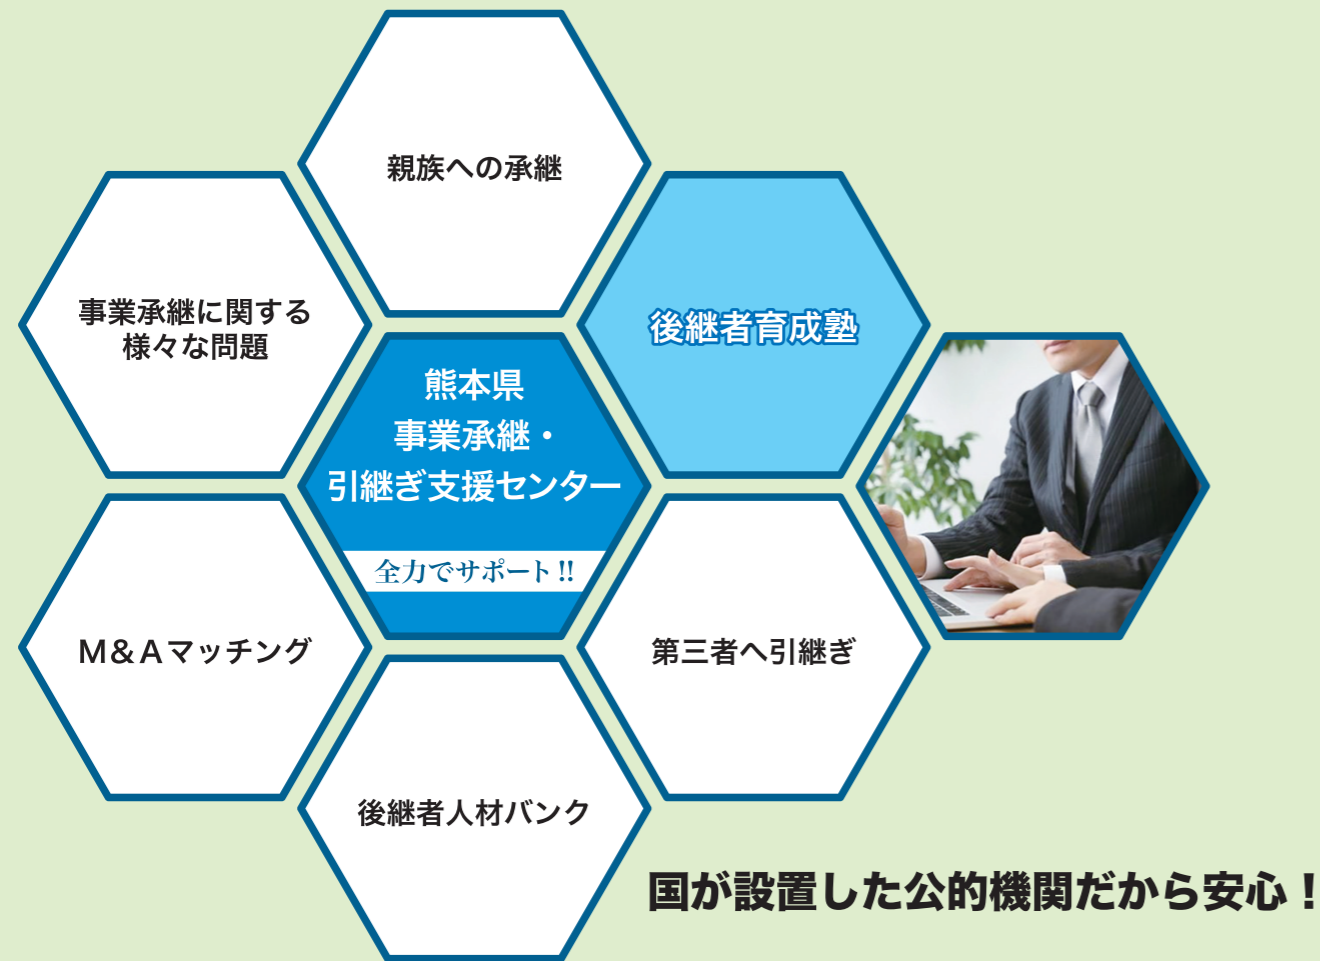 親族への承継
事業承継に関する
様々な問題
後継者育成塾
熊本県
事業承継・
引継ぎ支援センター
全力でサポート!!
M&Aマッチング
第三者へ引継ぎ
後継者人材バンク
国が設置した公的機関だから安心！